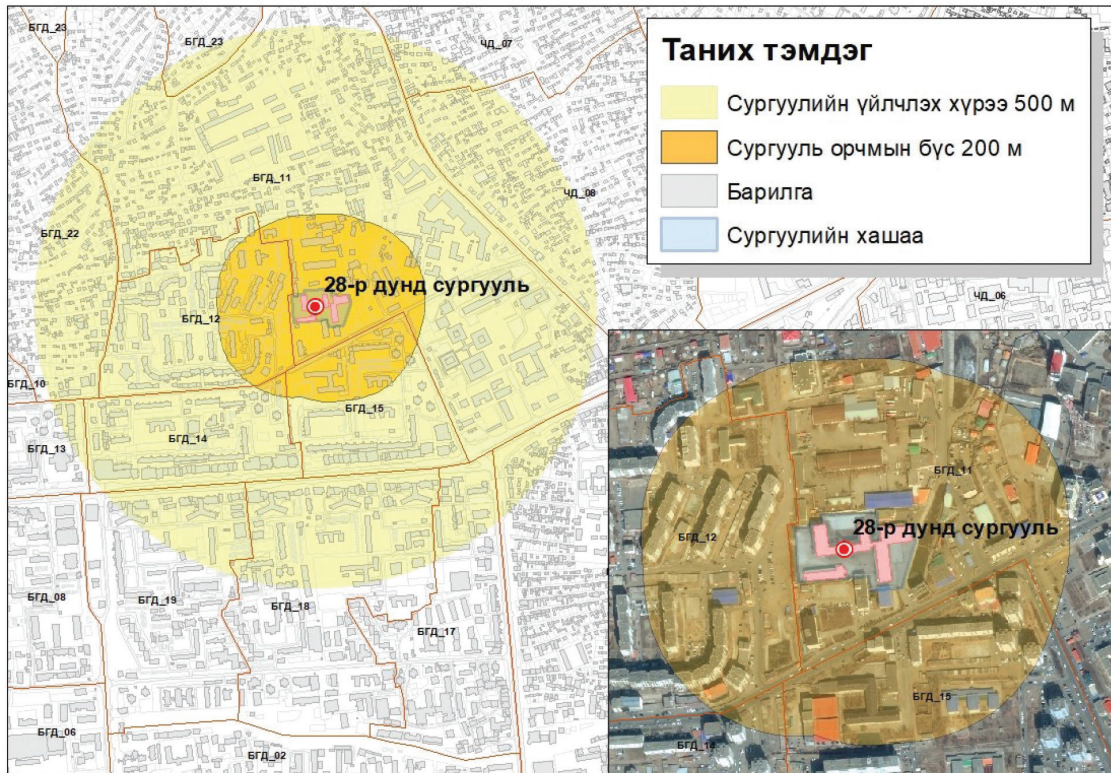 БГД_23
БГД_23
ЧД_07
Таних тэмдэг
Сургуулийн үйлчлэх хүрээ 500 м
Сургууль орчмын бүс 200 м
Барилга
Сургуулийн хашаа
БГД_11
ЧД_08
БГД_22
28-р дунд сургууль
ЧД_06
БГД_12
БГД_10
БГД_15
БГД_14
БГД_13
БГД_08
БГД_19
БГД_18
БГД_17
БГД_06
БГД_02
БГД_11
28-р дунд сургууль
БГД_12
БГД_15
БГД_14